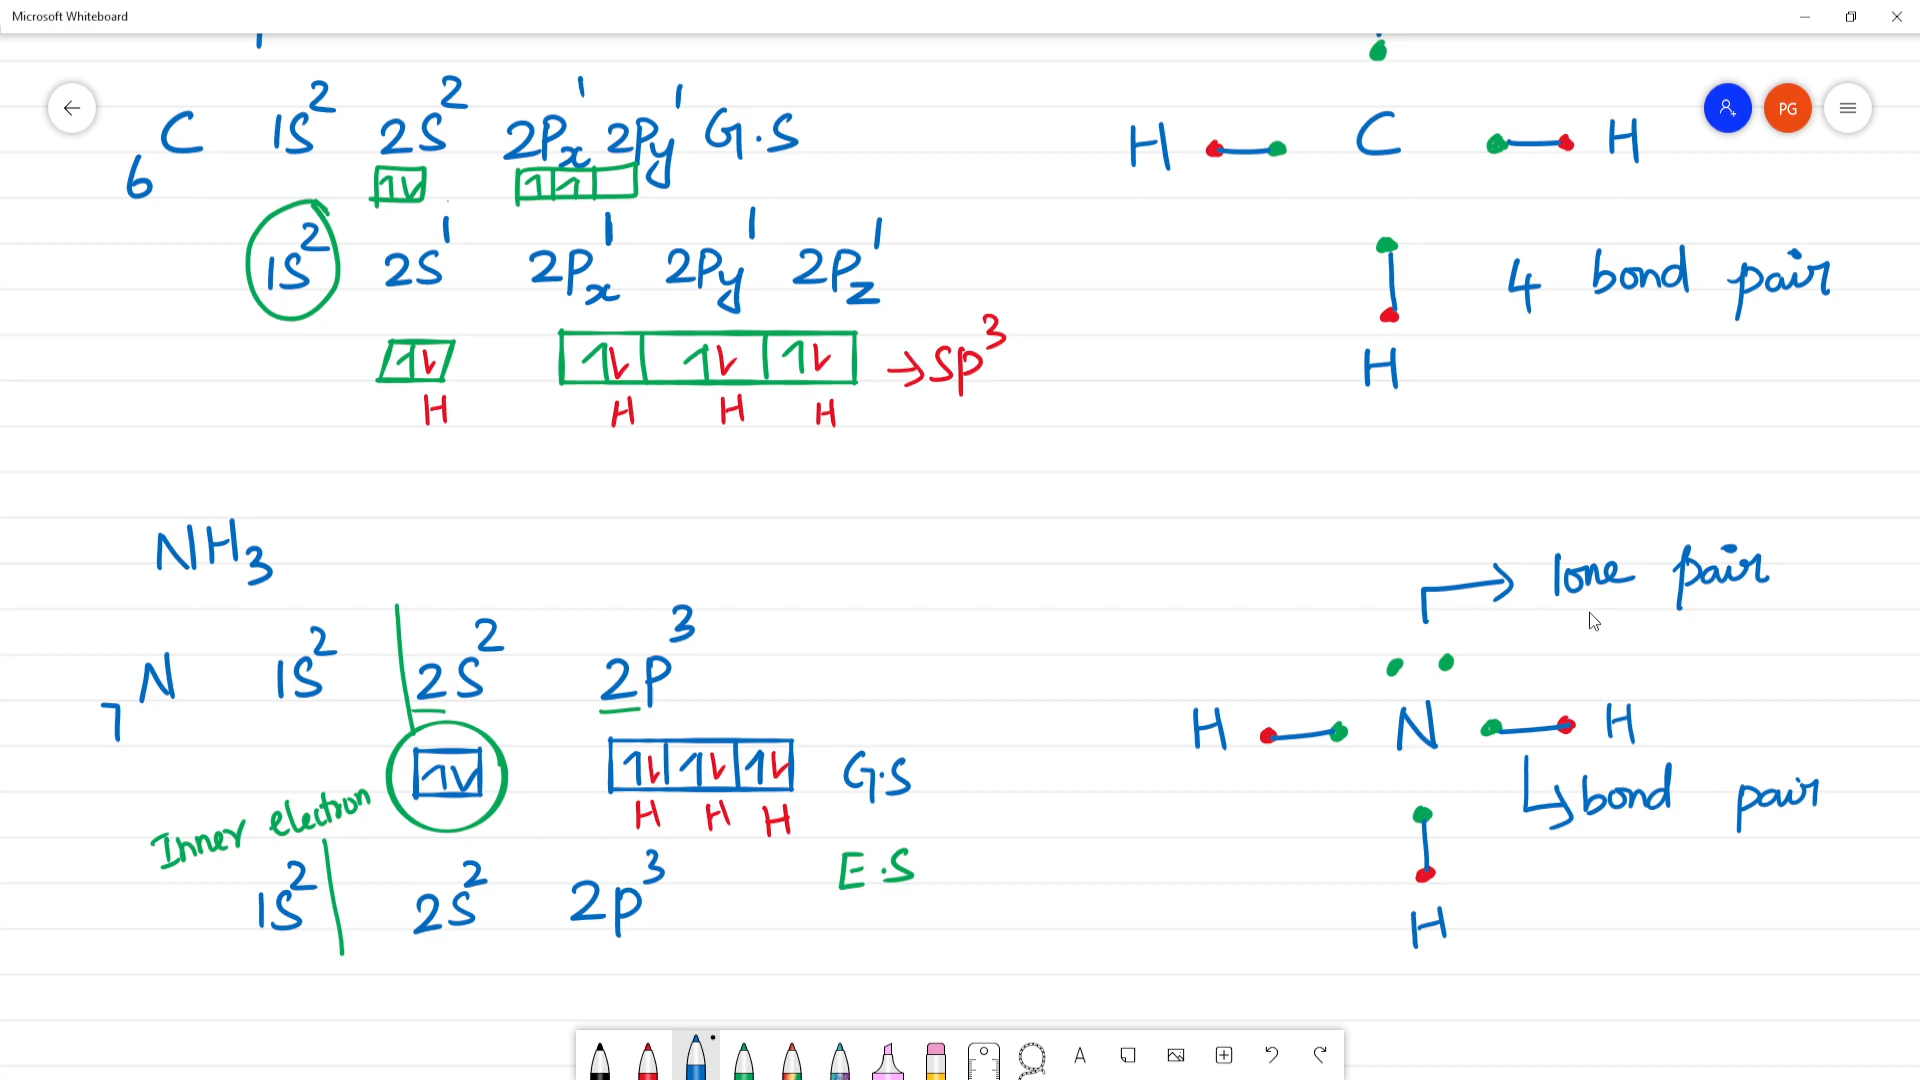 Microsoft Whiteboard
PG
₆C 1S² 2S² 2Pₓ¹ 2Py¹ G.S
1S² 2S¹ 2Pₓ¹ 2Py¹ 2Pz¹
→ SP³
H H H H
H C H
H
4 bond pair
NH₃
₇N 1S² 2S² 2P³
G.S
H H H
Inner electron
E.S
1S² 2S² 2P³
lone pair
H N H
bond pair
H
A